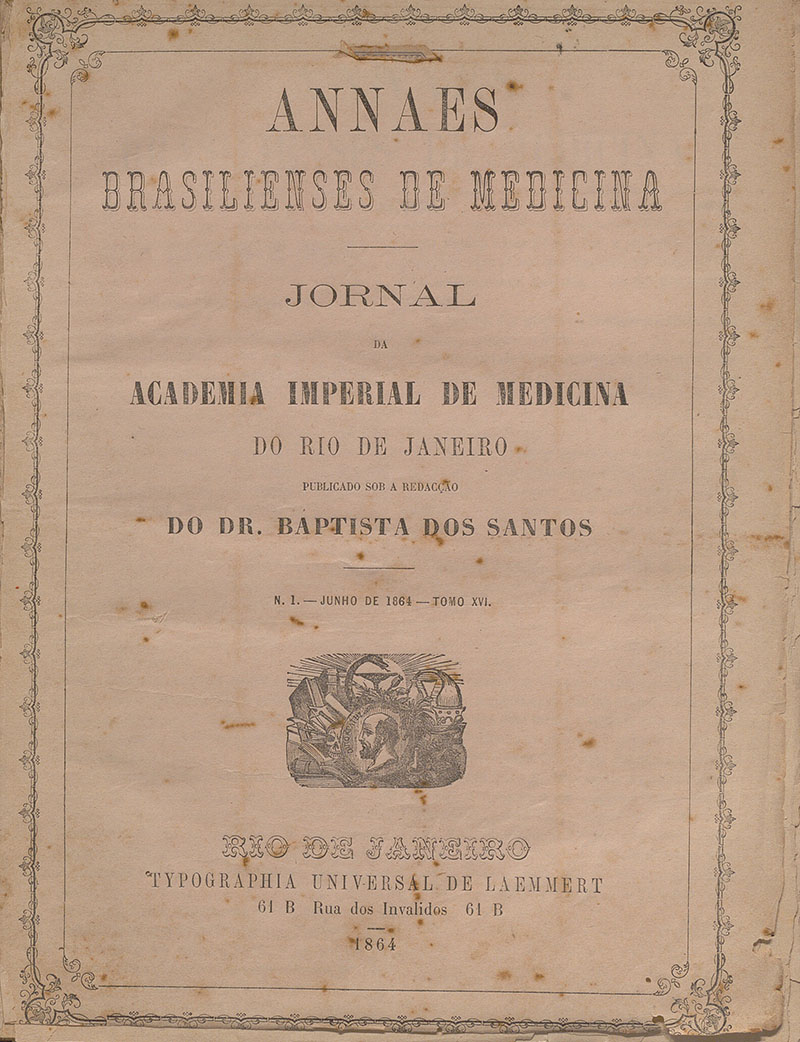 ANNAES
BRASILIENSES DE MEDICINA
JORNAL
DA
ACADEMIA IMPERIAL DE MEDICINA
DO RIO DE JANEIRO
PUBLICADO SOB A REDACÇÃO
DO DR. BAPTISTA DOS SANTOS
N. 1. — JUNHO DE 1864 — TOMO XVI.
RIO DE JANEIRO
TYPOGRAPHIA UNIVERSAL DE LAEMMERT
61 B Rua dos Invalidos 61 B
1864